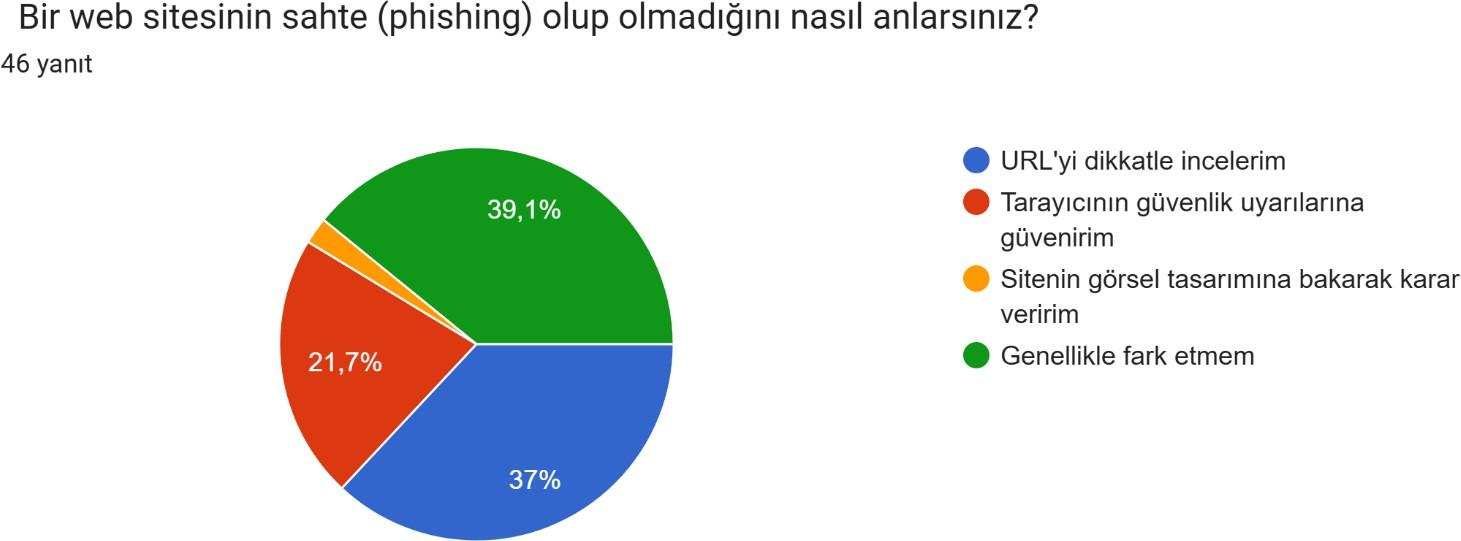 Bir web sitesinin sahte (phishing) olup olmadığını nasıl anlarsınız?
46 yanıt
39,1%
21,7%
37%
URL'yi dikkatle incelerim
Tarayıcının güvenlik uyarılarına
güvenirim
Sitenin görsel tasarımına bakarak karar
veririm
Genellikle fark etmem